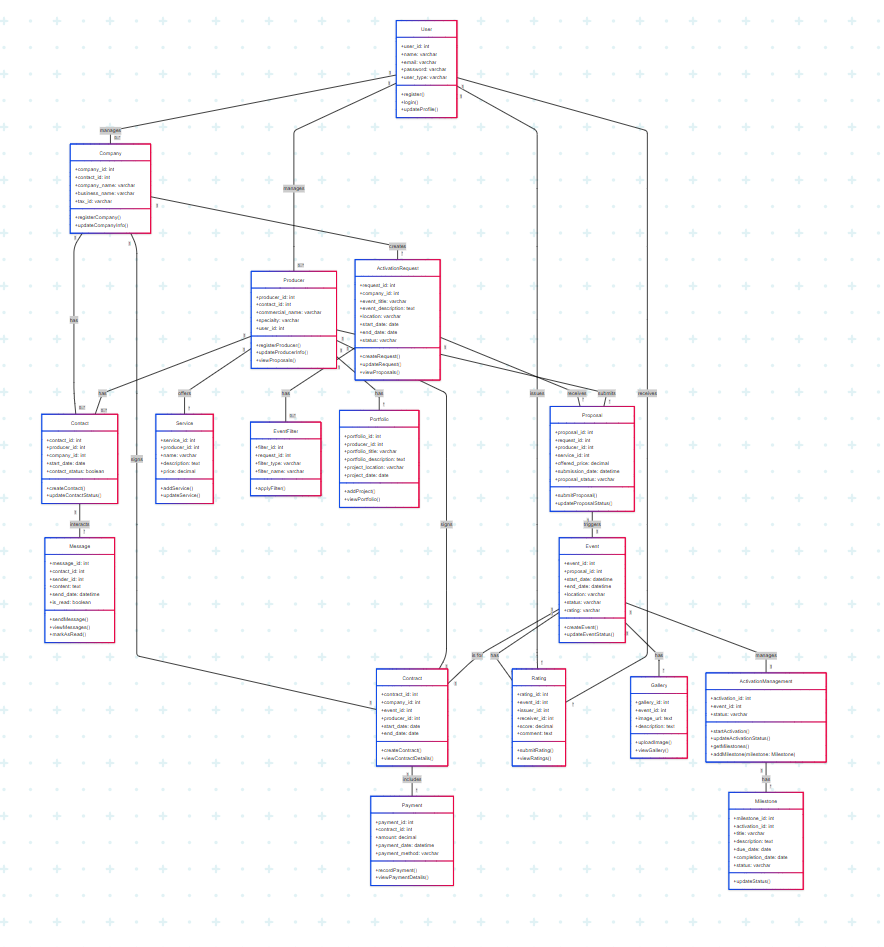 User
+user_id: int
+name: varchar
+email: varchar
+password: varchar
+user_type: varchar
+register()
+login()
+updateProfile()
manages
Company
+company_id: int
+contact_id: int
+company_name: varchar
+business_name: varchar
+tax_id: varchar
+registerCompany()
+updateCompanyInfo()
manages
creates
Producer
+producer_id: int
+contact_id: int
+commercial_name: varchar
+specialty: varchar
+user_id: int
+registerProducer()
+updateProducerInfo()
+viewProposals()
ActivationRequest
+request_id: int
+company_id: int
+event_title: varchar
+event_description: text
+location: varchar
+start_date: date
+end_date: date
+status: varchar
+createRequest()
+updateRequest()
+viewProposals()
has
has
offers
has
has
issues
receives
submits
receives
Contact
+contact_id: int
+producer_id: int
+company_id: int
+start_date: date
+contact_status: boolean
+createContact()
+updateContactStatus()
Service
+service_id: int
+producer_id: int
+name: varchar
+description: text
+price: decimal
+addService()
+updateService()
EventFilter
+filter_id: int
+request_id: int
+filter_type: varchar
+filter_name: varchar
+applyFilter()
Portfolio
+portfolio_id: int
+producer_id: int
+portfolio_title: varchar
+portfolio_description: text
+project_location: varchar
+project_date: date
+addProject()
+viewPortfolio()
Proposal
+proposal_id: int
+request_id: int
+producer_id: int
+service_id: int
+offered_price: decimal
+submission_date: datetime
+proposal_status: varchar
+submitProposal()
+updateProposalStatus()
signs
interacts
signs
triggers
Message
+message_id: int
+contact_id: int
+sender_id: int
+content: text
+send_date: datetime
+is_read: boolean
+sendMessage()
+viewMessages()
+markAsRead()
Event
+event_id: int
+proposal_id: int
+start_date: datetime
+end_date: datetime
+location: varchar
+status: varchar
+rating: varchar
+createEvent()
+updateEventStatus()
is for
has
has
manages
Contract
+contract_id: int
+company_id: int
+event_id: int
+producer_id: int
+start_date: date
+end_date: date
+createContract()
+viewContractDetails()
Rating
+rating_id: int
+event_id: int
+issuer_id: int
+receiver_id: int
+score: decimal
+comment: text
+submitRating()
+viewRatings()
Gallery
+gallery_id: int
+event_id: int
+image_url: text
+description: text
+uploadImage()
+viewGallery()
ActivationManagement
+activation_id: int
+event_id: int
+status: varchar
+startActivation()
+updateActivationStatus()
+getMilestones()
+addMilestone(milestone: Milestone)
includes
has
Payment
+payment_id: int
+contract_id: int
+amount: decimal
+payment_date: datetime
+payment_method: varchar
+recordPayment()
+viewPaymentDetails()
Milestone
+milestone_id: int
+activation_id: int
+title: varchar
+description: text
+due_date: date
+completion_date: date
+status: varchar
+updateStatus()